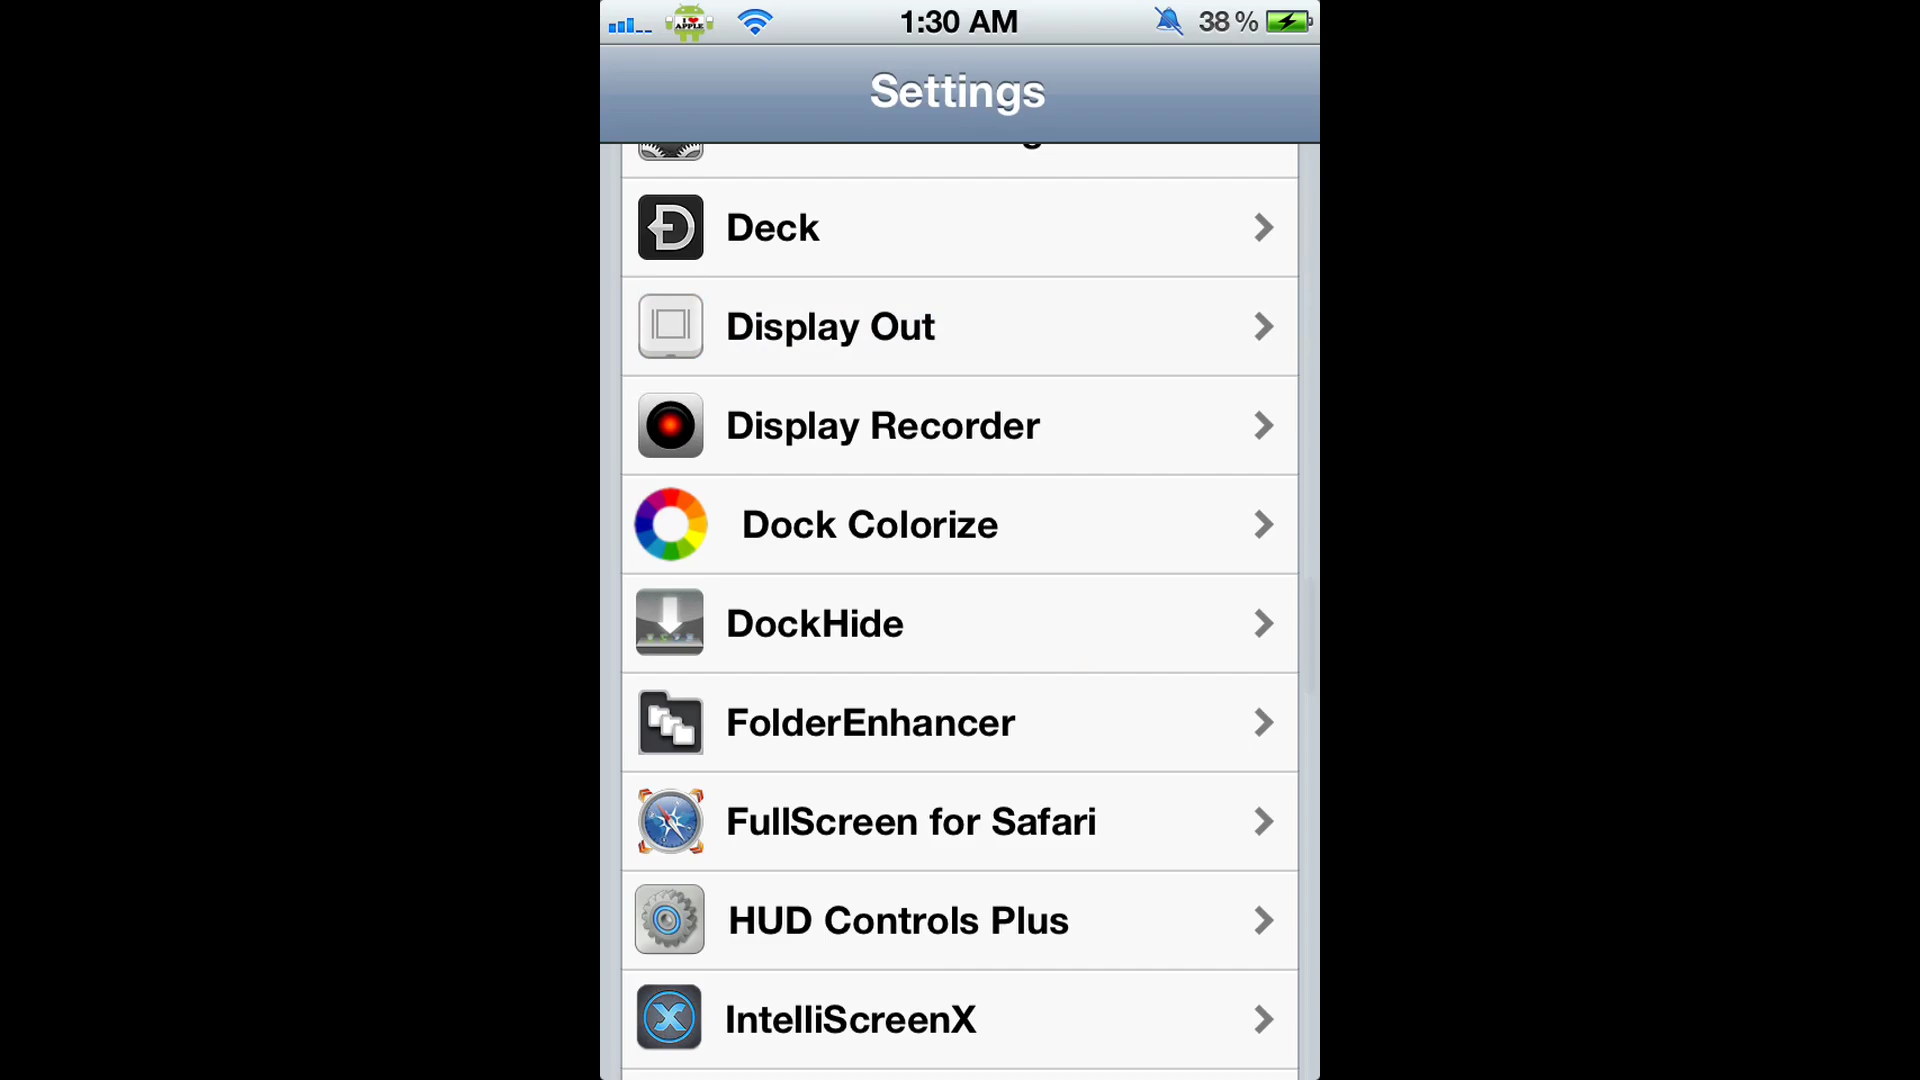 I ❤ APPLE 1:30 AM 38 %
Settings
Deck
Display Out
Display Recorder
Dock Colorize
DockHide
FolderEnhancer
FullScreen for Safari
HUD Controls Plus
IntelliScreenX